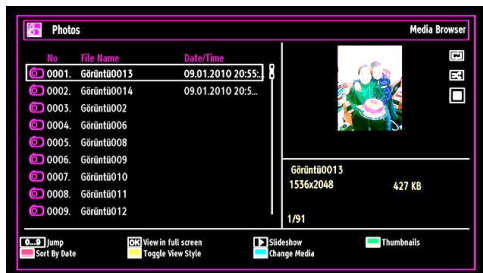 Photos
Media Browser
No File Name Date/Time
0001. Görüntü0013 09.01.2010 20:55:..
0002. Görüntü0014 09.01.2010 20:5...
0003. Görüntü002
0004. Görüntü006
0005. Görüntü008
0006. Görüntü009
0007. Görüntü010
0008. Görüntü011
0009. Görüntü012
Görüntü0013
1536x2048 427 KB
1/91
0...9 Jump OK View in full screen Slideshow Thumbnails
Sort By Date Toggle View Style Change Media